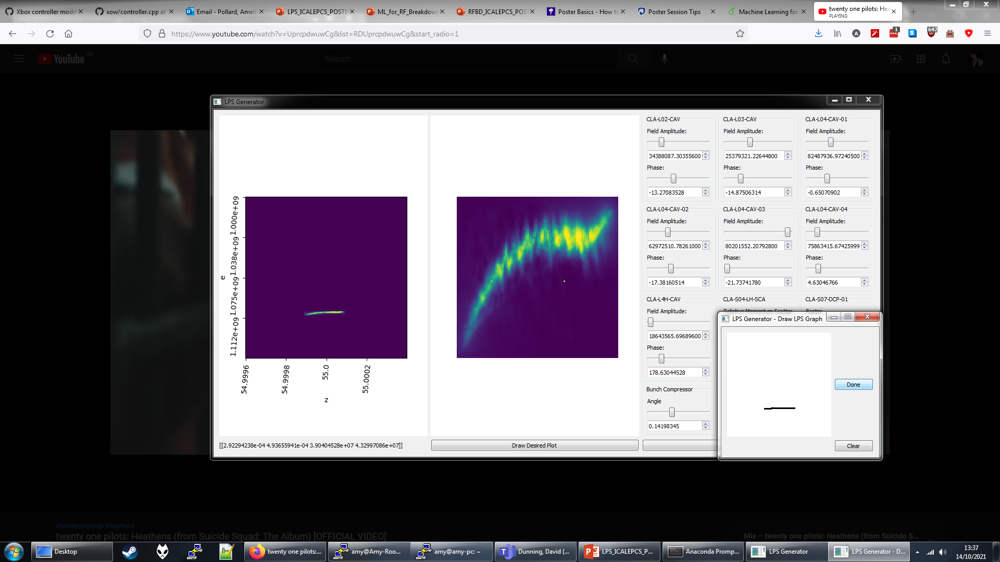 Xbox controller model
xow/controller.cpp at
Email - Pollard, Ameli
LPS_ICALEPCS_POSTE
ML_for_RF_Breakdow
RFBD_ICALEPCS_POST
Poster Basics - How to
Poster Session Tips
Machine Learning for
twenty one pilots: Hea
PLAYING
https://www.youtube.com/watch?v=UprcpdwuwCg&list=RDUprcpdwuwCg&start_radio=1
1
642
YouTube GB
Search
LPS Generator
CLA-L02-CAV
Field Amplitude:
34388087.30355600
Phase:
-13.27083528
CLA-L03-CAV
Field Amplitude:
25379321.22644800
Phase:
-14.87506314
CLA-L04-CAV-01
Field Amplitude:
82487936.97240500
Phase:
-0.65070902
CLA-L04-CAV-02
Field Amplitude:
62972510.78261000
Phase:
-17.38160514
CLA-L04-CAV-03
Field Amplitude:
80201552.20792800
Phase:
-21.73741780
CLA-L04-CAV-04
Field Amplitude:
75863415.67425999
Phase:
4.63046766
CLA-L4H-CAV
Field Amplitude:
18643565.69689600
Phase:
178.63044528
CLA-S04-LH-SCA
Relative Momentum Scatter
CLA-S07-DCP-01
Factor
Bunch Compressor
Angle
0.14198345
e
1.000e+09
1.038e+09
1.075e+09
1.112e+09
54.9996
54.9998
55.0
55.0002
z
[[2.92294238e-04 4.93655941e-04 3.90404528e+07 4.32997086e+07]]
Draw Desired Plot
LPS Generator - Draw LPS Graph
Done
Clear
#twentyonepilots #heathens
twenty one pilots: Heathens (from Suicide Squad: The Album) [OFFICIAL VIDEO]
Mix – twenty one pilots: Heathens (from Suicide S...
Desktop
twenty one pilots:...
amy@Amy-Roo...
amy@amy-pc: ~
Dunning, David (...
LPS_ICALEPCS_P...
Anaconda Promp...
LPS Generator
LPS Generator - D...
13:37
14/10/2021